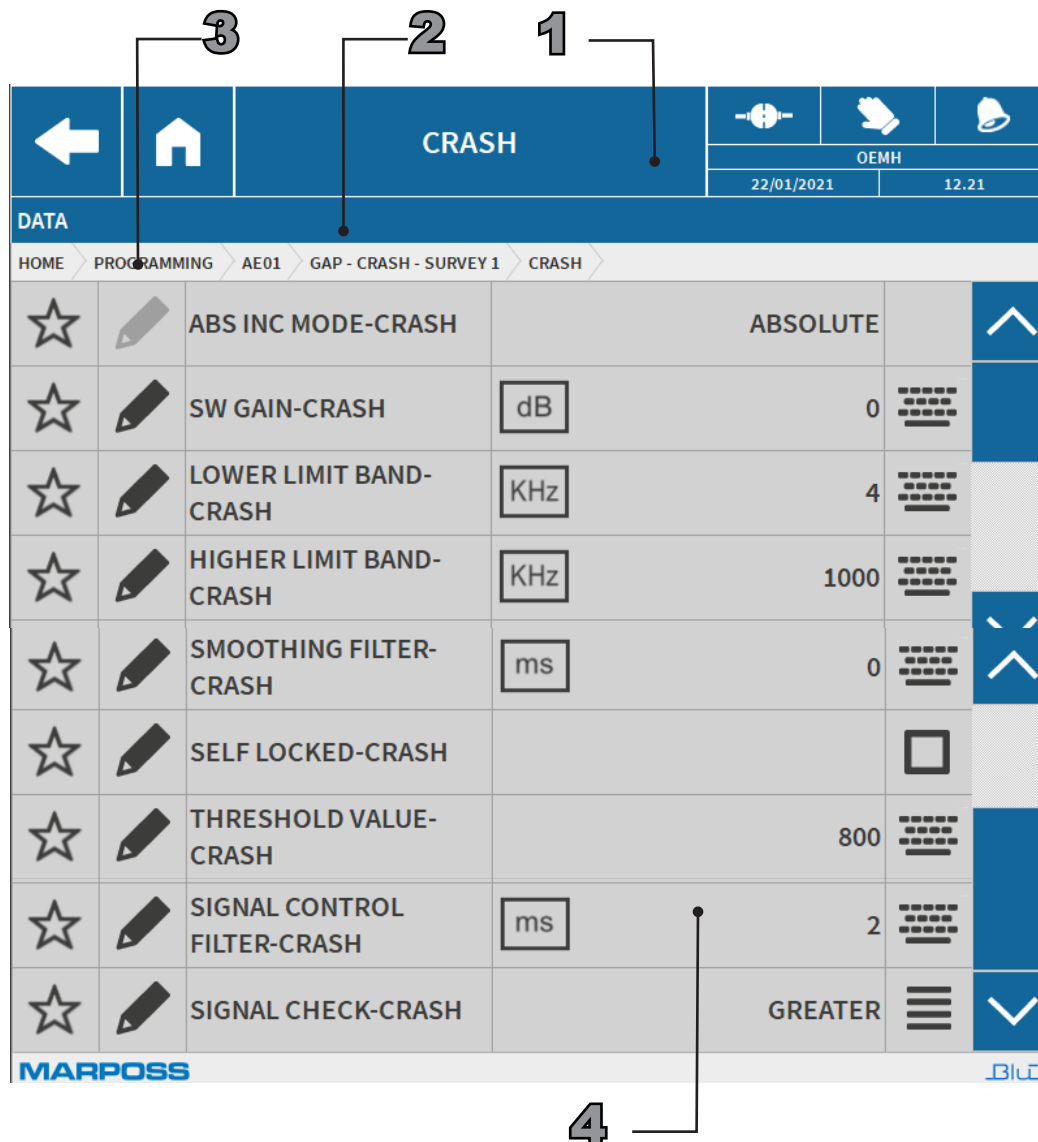 3 2 1
CRASH
OEMH
22/01/2021 12.21
DATA
HOME PROGRAMMING AE01 GAP - CRASH - SURVEY 1 CRASH
ABS INC MODE-CRASH ABSOLUTE
SW GAIN-CRASH dB 0
LOWER LIMIT BAND-
CRASH KHz 4
HIGHER LIMIT BAND-
CRASH KHz 1000
SMOOTHING FILTER-
CRASH ms 0
SELF LOCKED-CRASH
THRESHOLD VALUE-
CRASH 800
SIGNAL CONTROL
FILTER-CRASH ms 2
SIGNAL CHECK-CRASH GREATER
MARPOSS
4